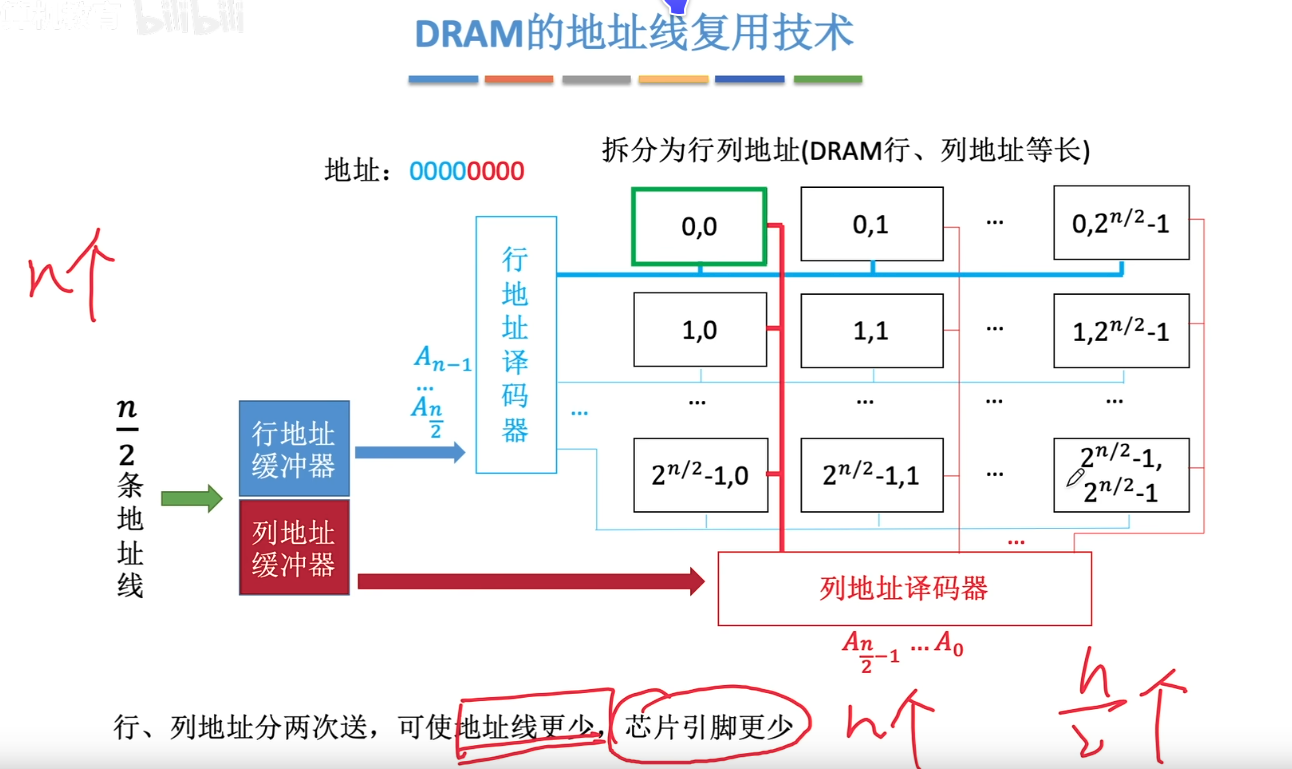 bilibili
DRAM的地址线复用技术
地址：00000000
拆分为行列地址(DRAM行、列地址等长)
0,0
0,1
...
0,2^{n/2}-1
行地址译码器
n个
1,0
1,1
...
1,2^{n/2}-1
A_{n-1}
...
A_{n/2}
...
...
...
...
...
n/2条地址线
行地址
缓冲器
2^{n/2}-1,0
2^{n/2}-1,1
...
2^{n/2}-1,
2^{n/2}-1
列地址
缓冲器
...
列地址译码器
A_{n/2-1} ...A_0
行、列地址分两次送，可使地址线更少，芯片引脚更少
n个
n/2个